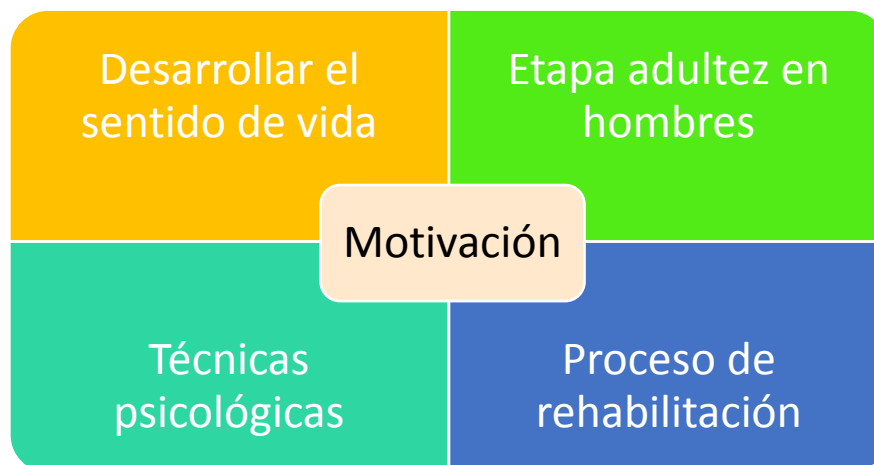 Desarrollar el
sentido de vida
Etapa adultez en
hombres
Motivación
Técnicas
psicológicas
Proceso de
rehabilitación